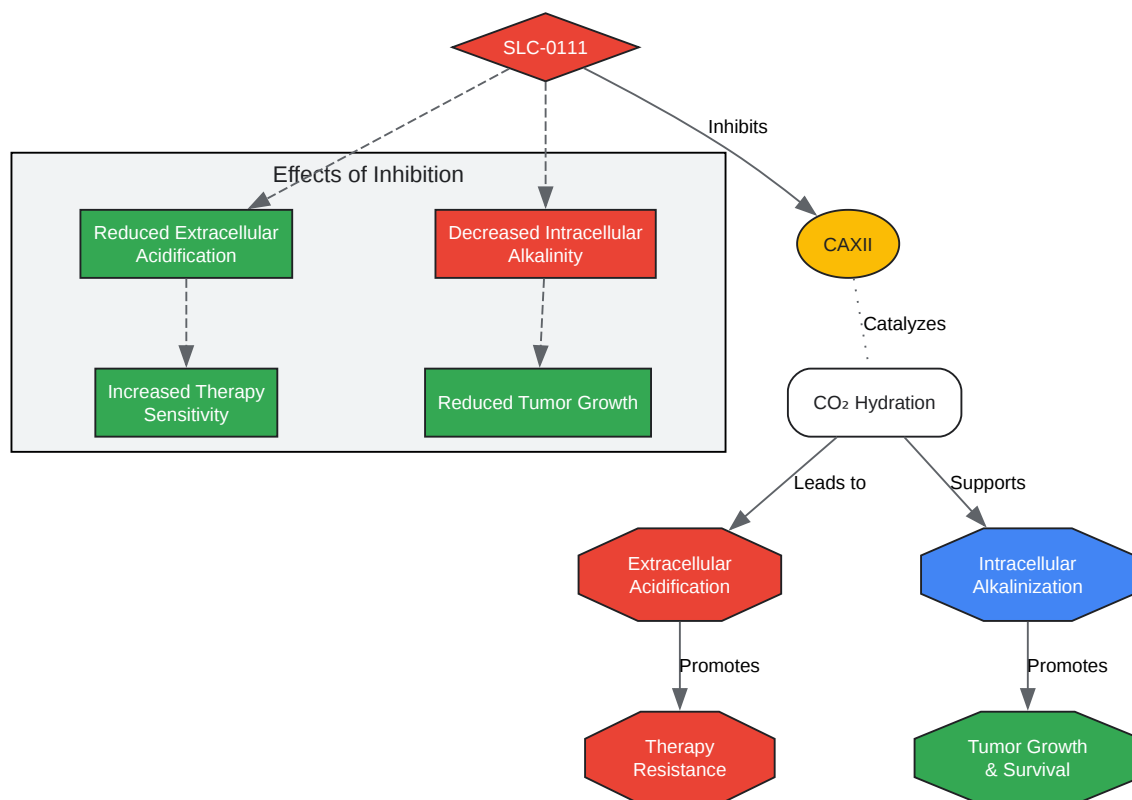 SLC-0111
Inhibits
Effects of Inhibition
Reduced Extracellular
Acidification
Decreased Intracellular
Alkalinity
CAXII
Catalyzes
Increased Therapy
Sensitivity
Reduced Tumor Growth
CO₂ Hydration
Leads to
Supports
Extracellular
Acidification
Intracellular
Alkalinization
Promotes
Promotes
Therapy
Resistance
Tumor Growth
& Survival